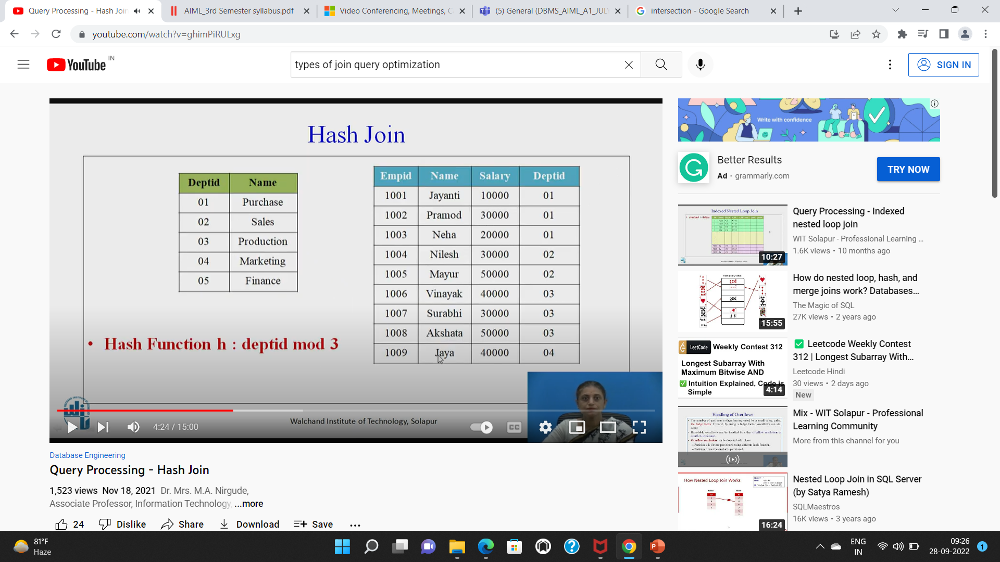 Query Processing - Hash Join
AIML_3rd Semester syllabus.pdf
Video Conferencing, Meetings, C
(5) General (DBMS_AIML_A1_JULY
intersection - Google Search
youtube.com/watch?v=ghimPiRULxg
YouTube IN
types of join query optimization
SIGN IN
Hash Join
Deptid Name
01 Purchase
02 Sales
03 Production
04 Marketing
05 Finance
Empid Name Salary Deptid
1001 Jayanti 10000 01
1002 Pramod 30000 01
1003 Neha 20000 01
1004 Nilesh 30000 02
1005 Mayur 50000 02
1006 Vinayak 40000 03
1007 Surabhi 30000 03
1008 Akshata 50000 03
1009 Jaya 40000 04
• Hash Function h : deptid mod 3
Walchand Institute of Technology, Solapur
4:24 / 15:00
CC
Database Engineering
Query Processing - Hash Join
1,523 views Nov 18, 2021 Dr. Mrs. M.A. Nirgude,
Associate Professor, Information Technology, ...more
24 Dislike Share Download Save
Write with confidence
Better Results
Ad · grammarly.com
TRY NOW
Indexed Nested Loop Join
10:27
Query Processing - Indexed
nested loop join
WIT Solapur - Professional Learning ...
1.6K views • 10 months ago
15:55
How do nested loop, hash, and
merge joins work? Databases...
The Magic of SQL
27K views • 2 years ago
LeetCode Weekly Contest 312
Longest Subarray With
Maximum Bitwise AND
Intuition Explained, Code is
Simple
4:14
Leetcode Weekly Contest
312 | Longest Subarray With...
Leetcode Hindi
30 views • 2 days ago
New
Handling of Overflows
Mix - WIT Solapur - Professional
Learning Community
More from this channel for you
How Nested Loop Join Works
16:24
Nested Loop Join in SQL Server
(by Satya Ramesh)
SQLMaestros
16K views • 3 years ago
81°F
Haze
ENG
IN
09:26
28-09-2022
1